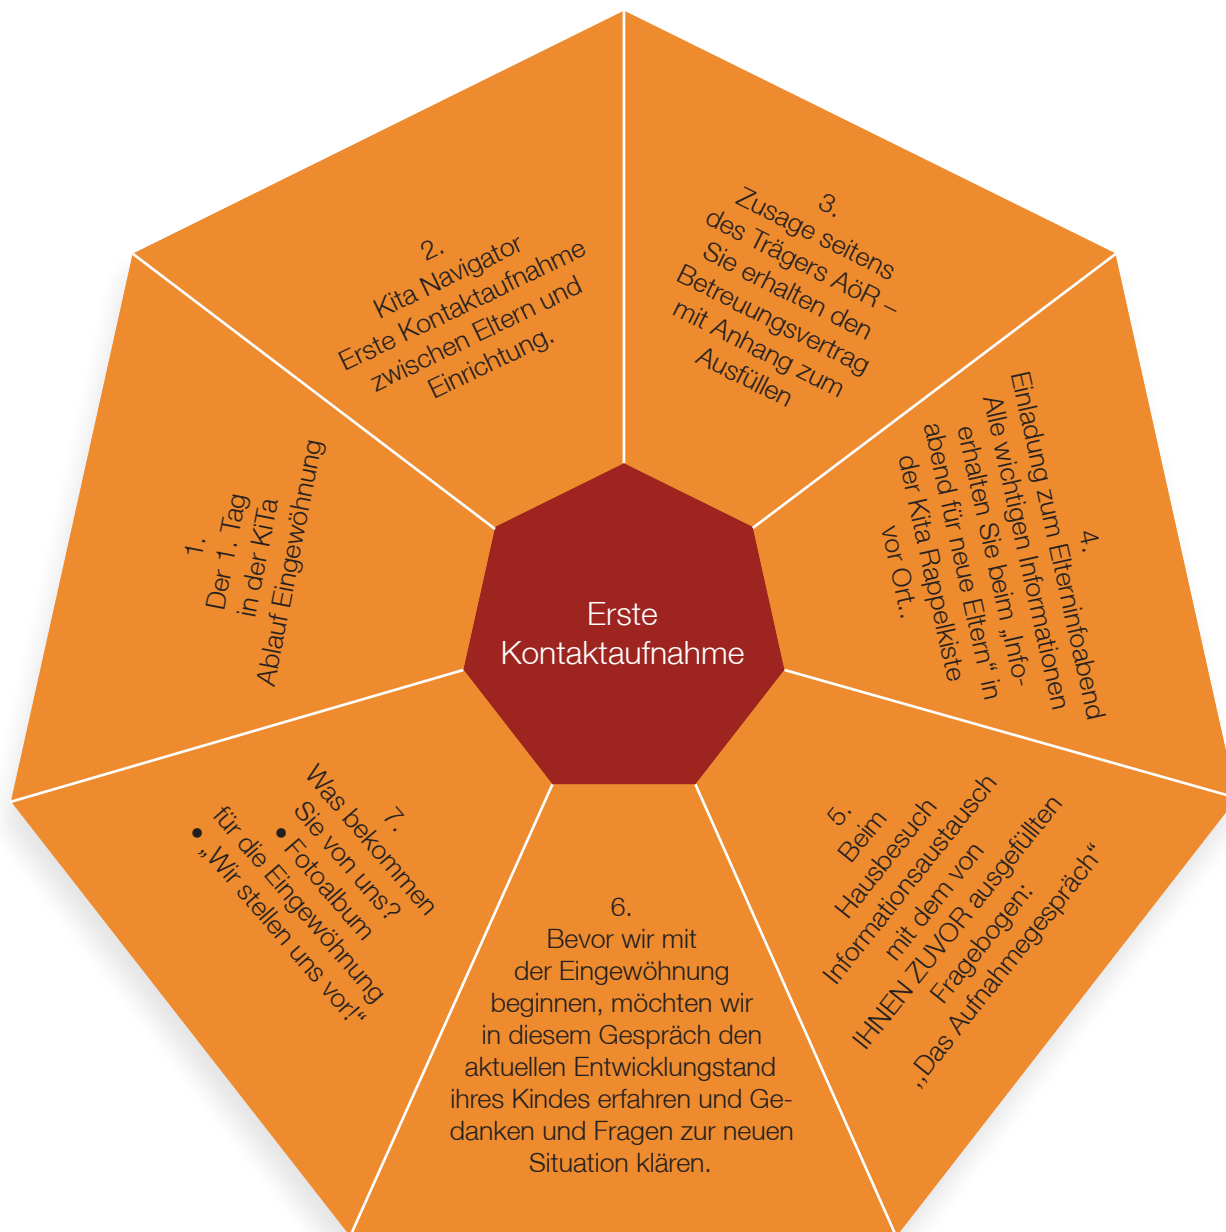 Erste
Kontaktaufnahme
1.
Der 1. Tag
in der KiTa
Ablauf Eingewöhnung
2.
Kita Navigator
Erste Kontaktaufnahme
zwischen Eltern und
Einrichtung.
3.
Zusage seitens
des Trägers AöR –
Sie erhalten den
Betreuungsvertrag
mit Anhang zum
Ausfüllen
4.
Einladung zum Elterninfoabend
Alle wichtigen Informationen
erhalten Sie beim „Info-
abend für neue Eltern“ in
der Kita Rappelkiste
vor Ort..
5.
Beim
Hausbesuch
Informationsaustausch
mit dem von
IHNEN ZUVOR ausgefüllten
Fragebogen:
,,Das Aufnahmegespräch“
6.
Bevor wir mit
der Eingewöhnung
beginnen, möchten wir
in diesem Gespräch den
aktuellen Entwicklungstand
ihres Kindes erfahren und Ge-
danken und Fragen zur neuen
Situation klären.
7.
Was bekommen
Sie von uns?
• Fotoalbum
für die Eingewöhnung
• „Wir stellen uns vor!“